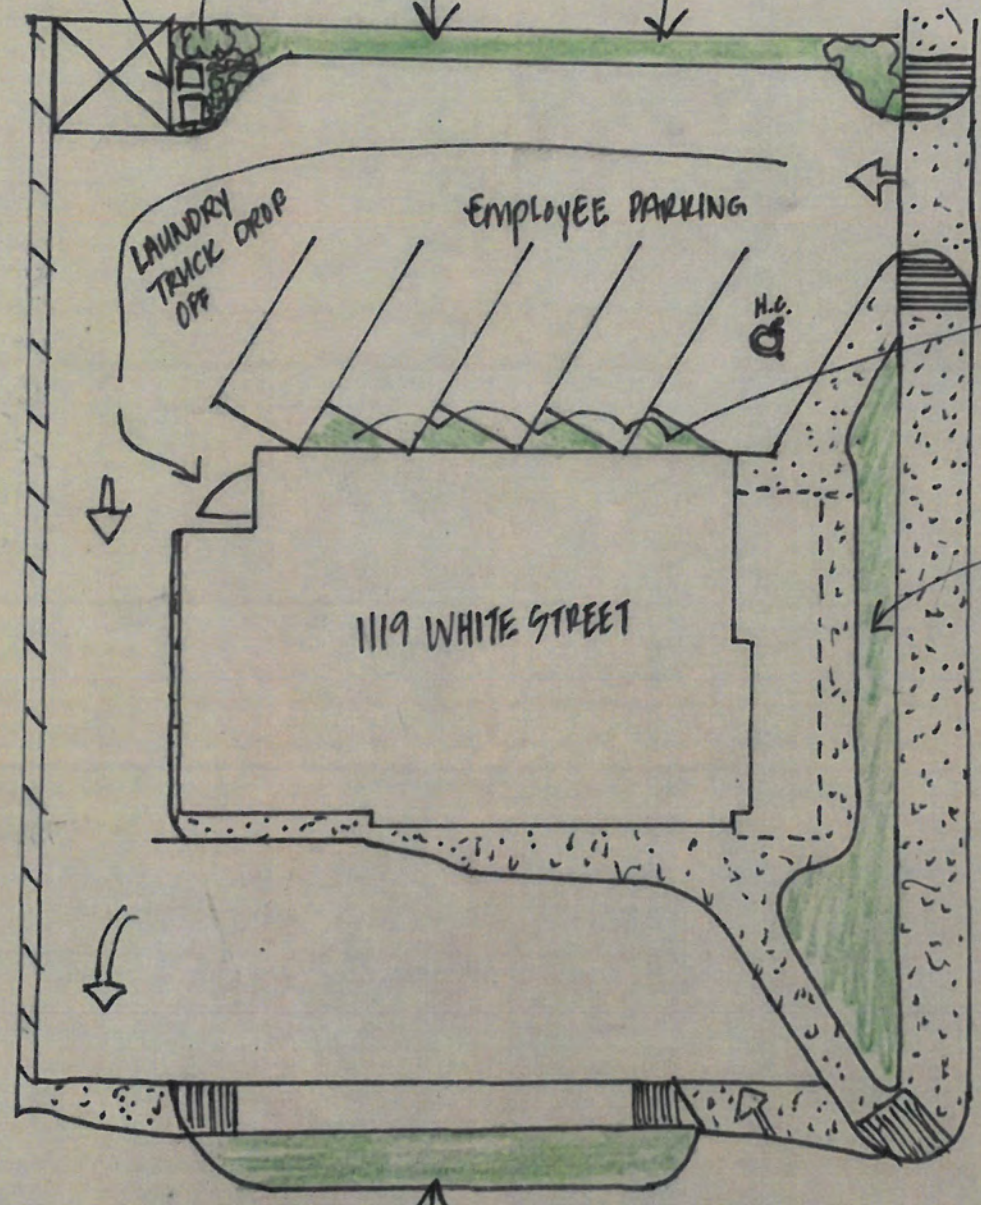 LAUNDRY
TRUCK DROP
OFF
EMPLOYEE PARKING
H.C.
1119 WHITE STREET